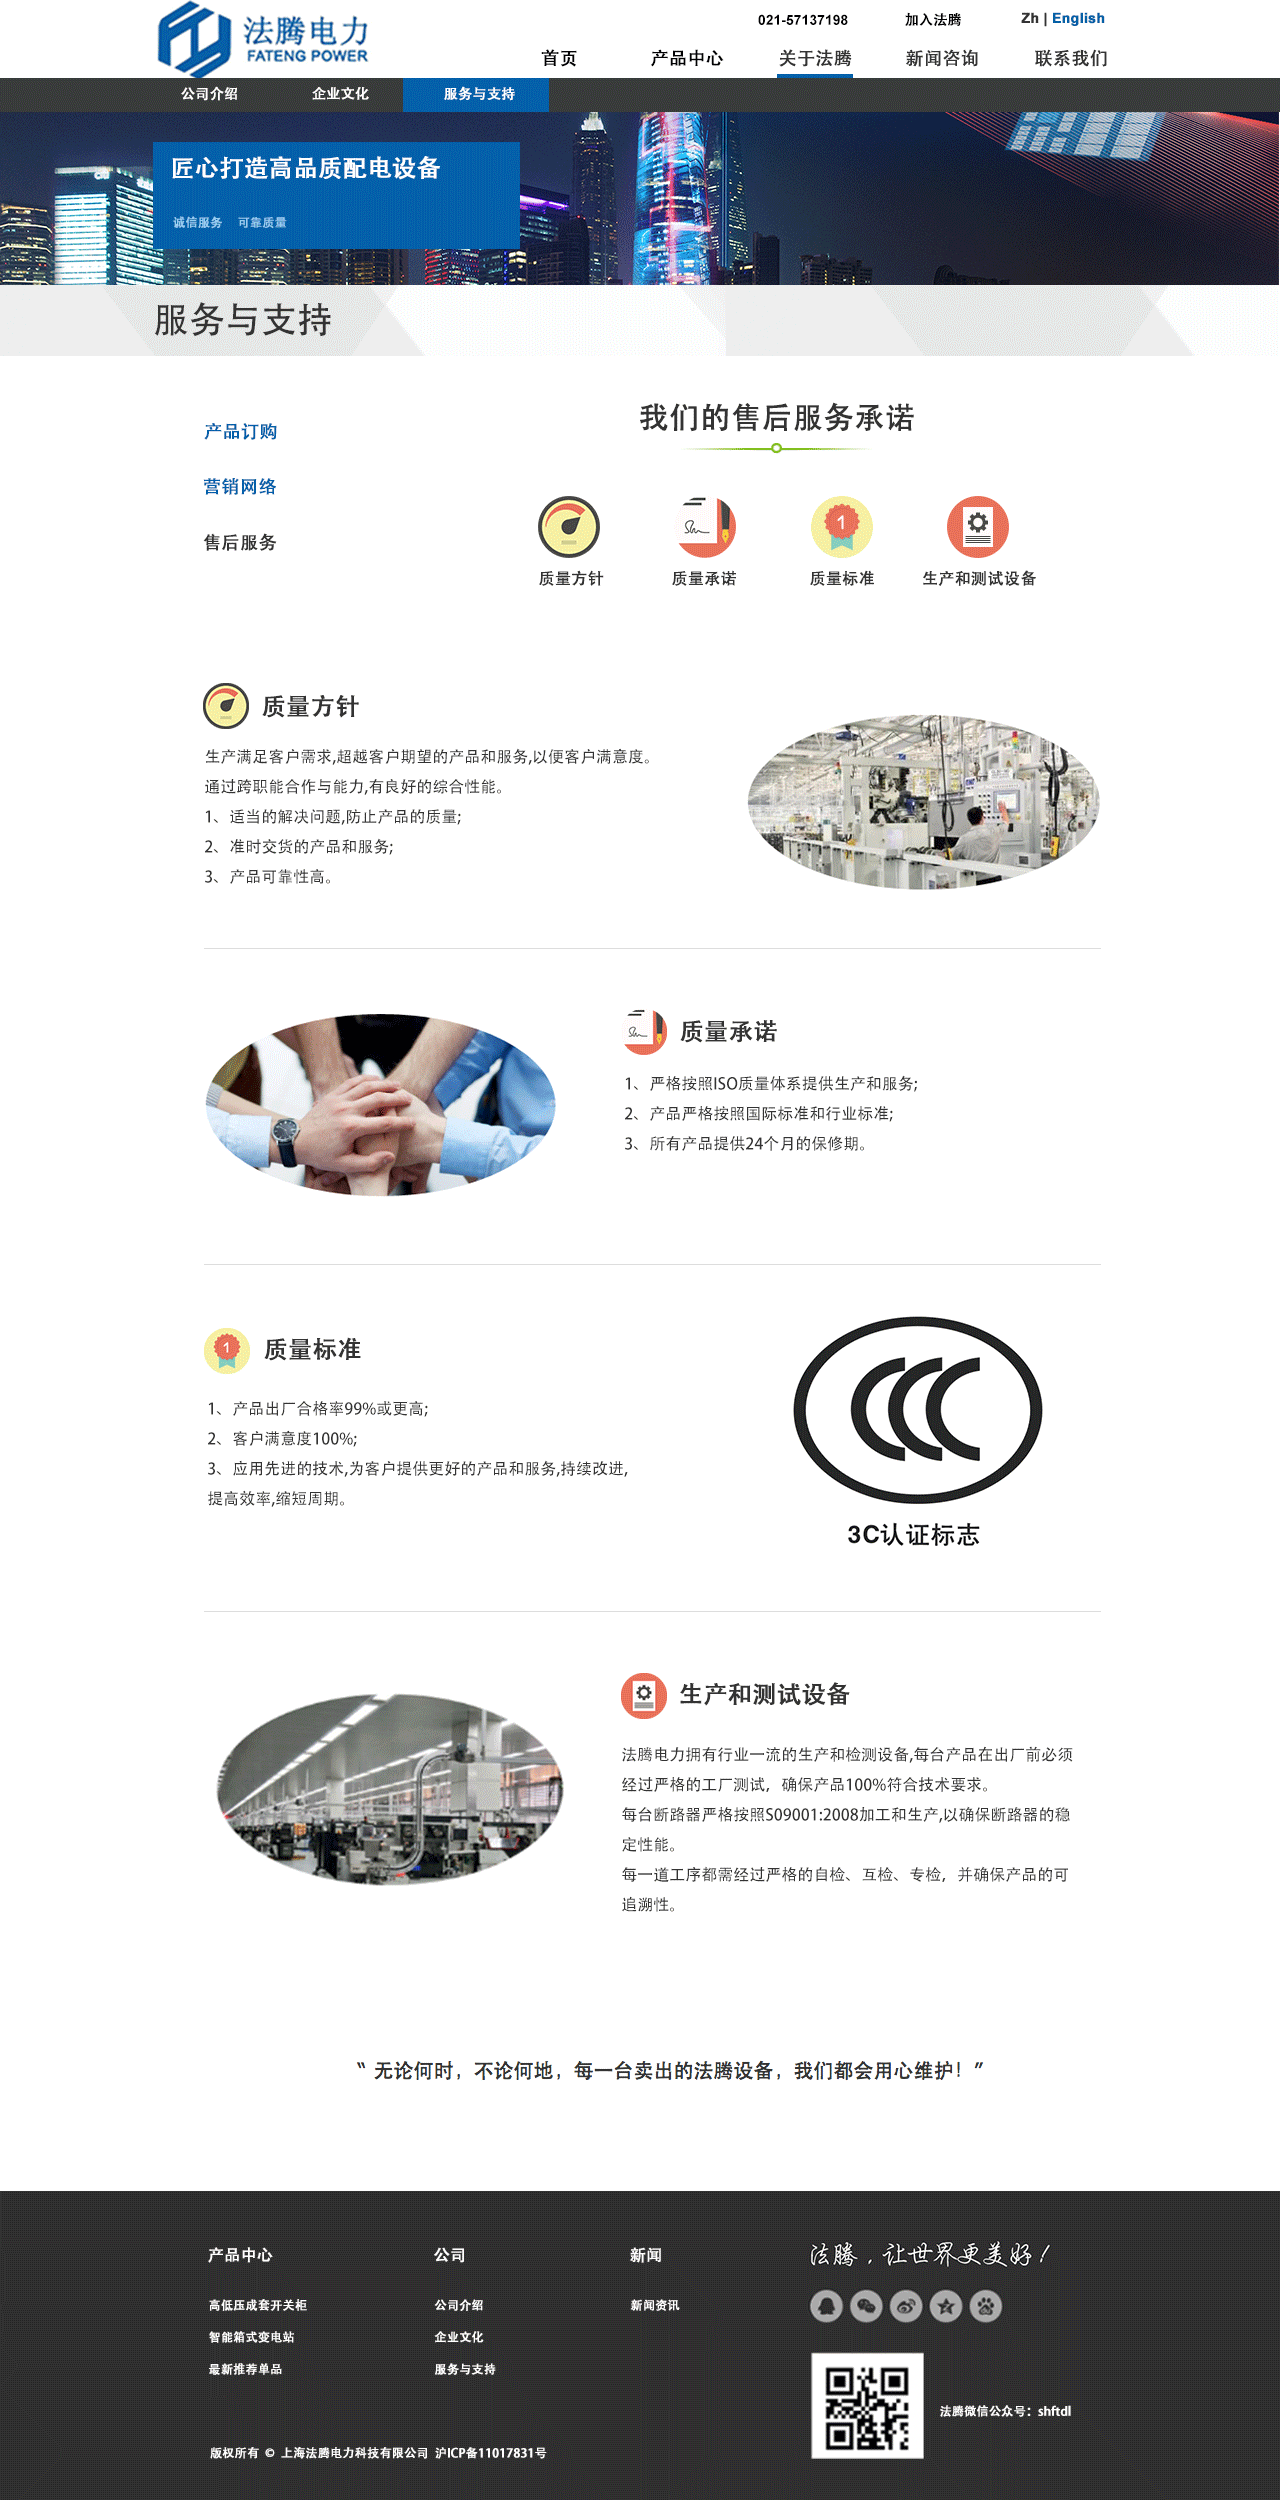 法腾电力
FATENG POWER
021-57137198
加入法腾
Zh | English
首页
产品中心
关于法腾
新闻咨询
联系我们
公司介绍
企业文化
服务与支持
匠心打造高品质配电设备
诚信服务 可靠质量
服务与支持
产品订购
营销网络
售后服务
我们的售后服务承诺
质量方针
质量承诺
1
质量标准
生产和测试设备
质量方针
生产满足客户需求,超越客户期望的产品和服务,以便客户满意度。
通过跨职能合作与能力,有良好的综合性能。
1、适当的解决问题,防止产品的质量;
2、准时交货的产品和服务;
3、产品可靠性高。
质量承诺
1、严格按照ISO质量体系提供生产和服务;
2、产品严格按照国际标准和行业标准;
3、所有产品提供24个月的保修期。
1
质量标准
1、产品出厂合格率99%或更高;
2、客户满意度100%;
3、应用先进的技术,为客户提供更好的产品和服务,持续改进,
提高效率,缩短周期。
3C认证标志
生产和测试设备
法腾电力拥有行业一流的生产和检测设备,每台产品在出厂前必须
经过严格的工厂测试，确保产品100%符合技术要求。
每台断路器严格按照S09001:2008加工和生产,以确保断路器的稳
定性能。
每一道工序都需经过严格的自检、互检、专检，并确保产品的可
追溯性。
“ 无论何时，不论何地，每一台卖出的法腾设备，我们都会用心维护！”
产品中心
高低压成套开关柜
智能箱式变电站
最新推荐单品
公司
公司介绍
企业文化
服务与支持
新闻
新闻资讯
法腾，让世界更美好！
法腾微信公众号：shftdl
版权所有 © 上海法腾电力科技有限公司 沪ICP备11017831号